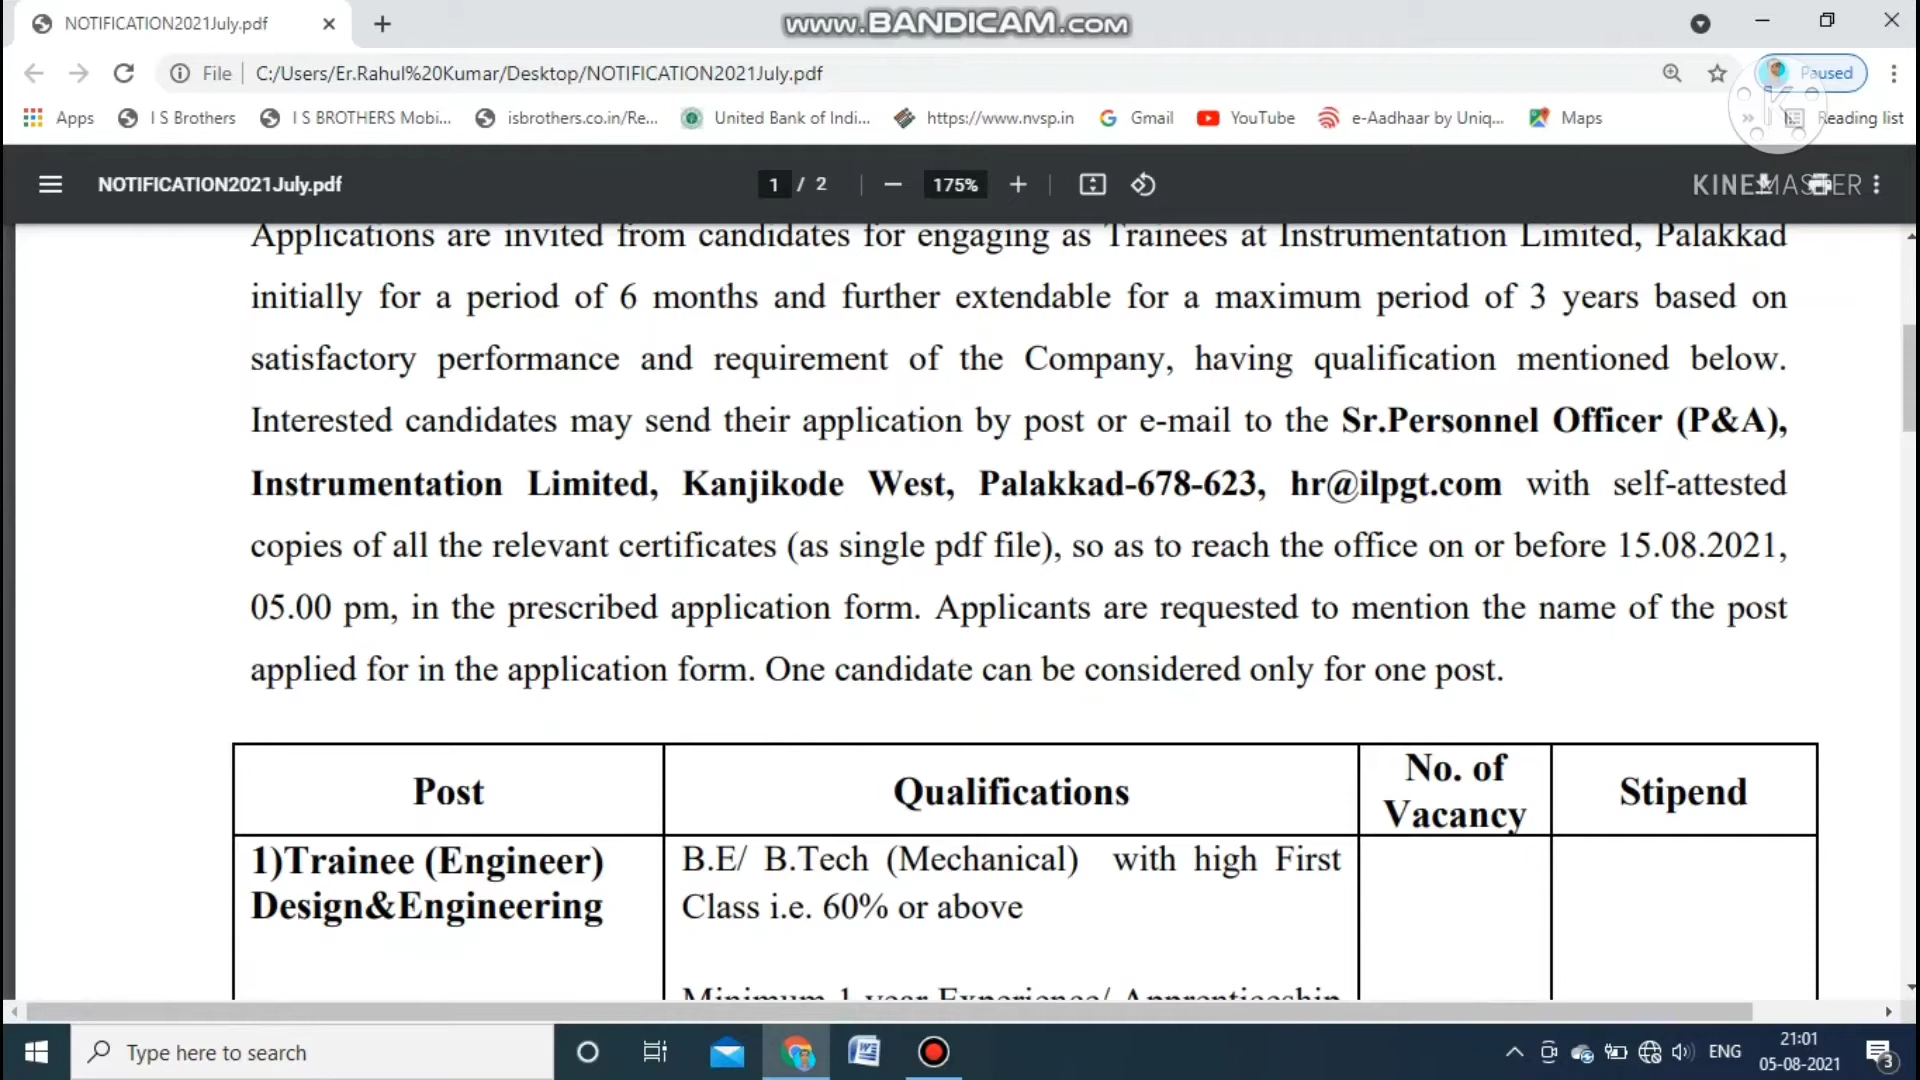 NOTIFICATION2021July.pdf
www.BANDICAM.com
File
C:/Users/Er.Rahul%20Kumar/Desktop/NOTIFICATION2021July.pdf
Paused
Apps
I S Brothers
I S BROTHERS Mobi...
isbrothers.co.in/Re...
United Bank of Indi...
https://www.nvsp.in
Gmail
YouTube
e-Aadhaar by Uniq...
Maps
Reading list
NOTIFICATION2021July.pdf
1 / 2
175%
KINEMASTER
Applications are invited from candidates for engaging as Trainees at Instrumentation Limited, Palakkad
initially for a period of 6 months and further extendable for a maximum period of 3 years based on
satisfactory performance and requirement of the Company, having qualification mentioned below.
Interested candidates may send their application by post or e-mail to the Sr.Personnel Officer (P&A),
Instrumentation Limited, Kanjikode West, Palakkad-678-623, hr@ilpgt.com with self-attested
copies of all the relevant certificates (as single pdf file), so as to reach the office on or before 15.08.2021,
05.00 pm, in the prescribed application form. Applicants are requested to mention the name of the post
applied for in the application form. One candidate can be considered only for one post.
Post
Qualifications
No. of
Vacancy
Stipend
1)Trainee (Engineer)
Design&Engineering
B.E/ B.Tech (Mechanical) with high First
Class i.e. 60% or above
Minimum 1 year Experience/ Apprenticeship
Type here to search
ENG
21:01
05-08-2021
3